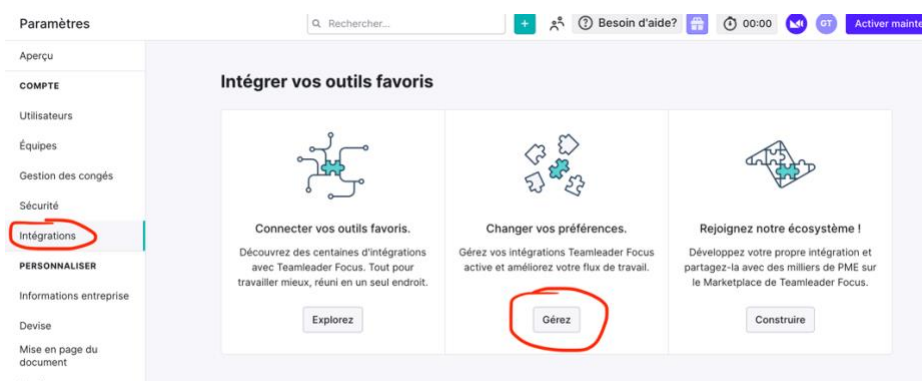 Paramètres
Rechercher...
+
Besoin d'aide?
00:00
GT
Activer mainte
Aperçu
COMPTE
Utilisateurs
Équipes
Gestion des congés
Sécurité
Intégrations
PERSONNALISER
Informations entreprise
Devise
Mise en page du
document
Intégrer vos outils favoris
Connecter vos outils favoris.
Découvrez des centaines d'intégrations
avec Teamleader Focus. Tout pour
travailler mieux, réuni en un seul endroit.
Explorez
Changer vos préférences.
Gérez vos intégrations Teamleader Focus
active et améliorez votre flux de travail.
Gérez
Rejoignez notre écosystème !
Développez votre propre intégration et
partagez-la avec des milliers de PME sur
le Marketplace de Teamleader Focus.
Construire